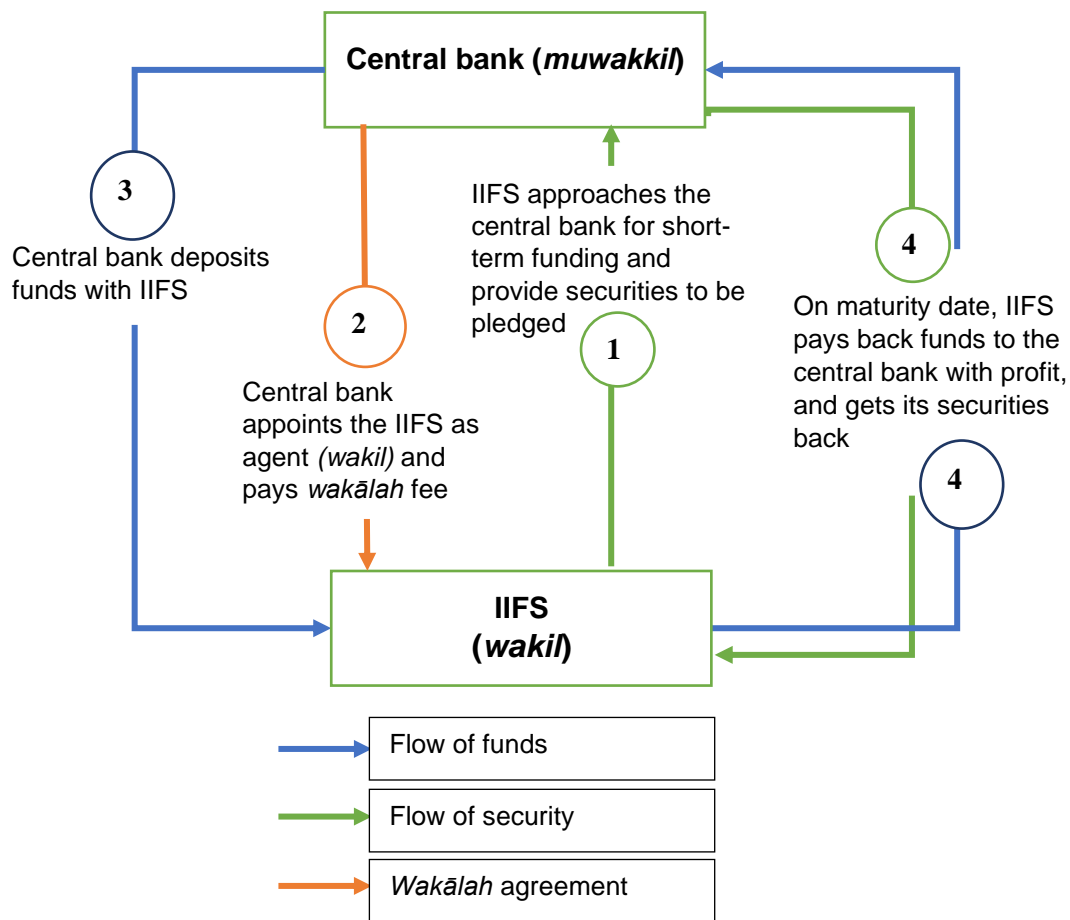 Central bank (muwakkil)
3
Central bank deposits
funds with IIFS
2
Central bank
appoints the IIFS as
agent (wakil) and
pays wakālah fee
IIFS approaches the
central bank for short-
term funding and
provide securities to be
pledged
1
4
On maturity date, IIFS
pays back funds to the
central bank with profit,
and gets its securities
back
4
IIFS
(wakil)
Flow of funds
Flow of security
Wakālah agreement